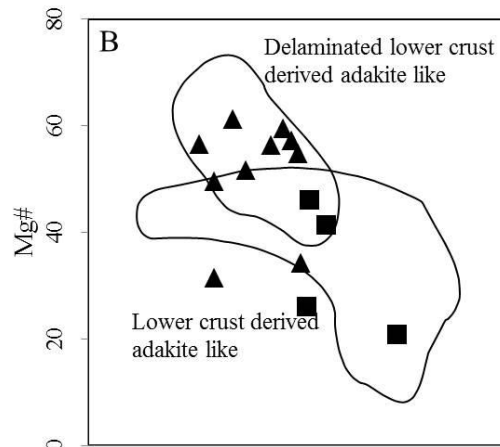 80
B
Delaminated lower crust
derived adakite like
60
Mg#
40
20
Lower crust derived
adakite like